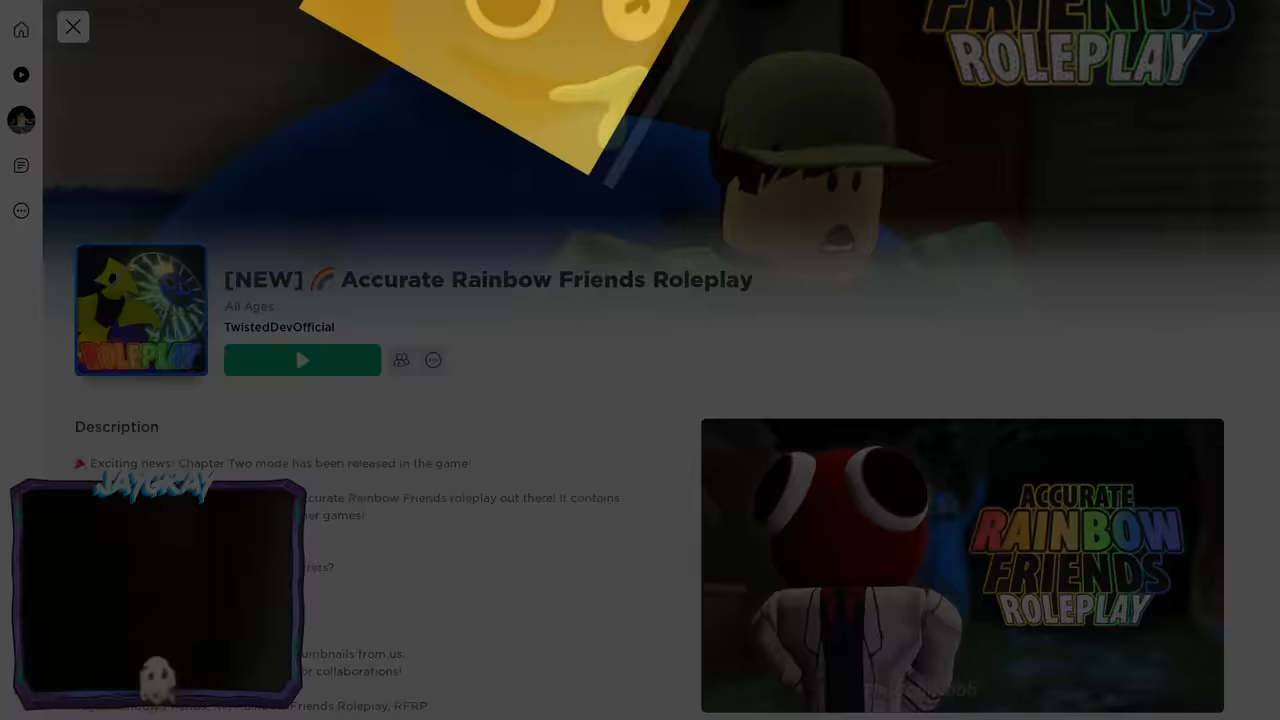 FRIENDS
ROLEPLAY
ROLEPLAY
[NEW] 🌈 Accurate Rainbow Friends Roleplay
All Ages
TwistedDevOfficial
Description
Exciting news! Chapter Two mode has been released in the game!
curate Rainbow Friends roleplay out there! It contains
er games!
rets?
umbnails from us.
or collaborations!
Friends Roleplay, RFRP
JAYGRAY
ACCURATE
RAINBOW
FRIENDS
ROLEPLAY